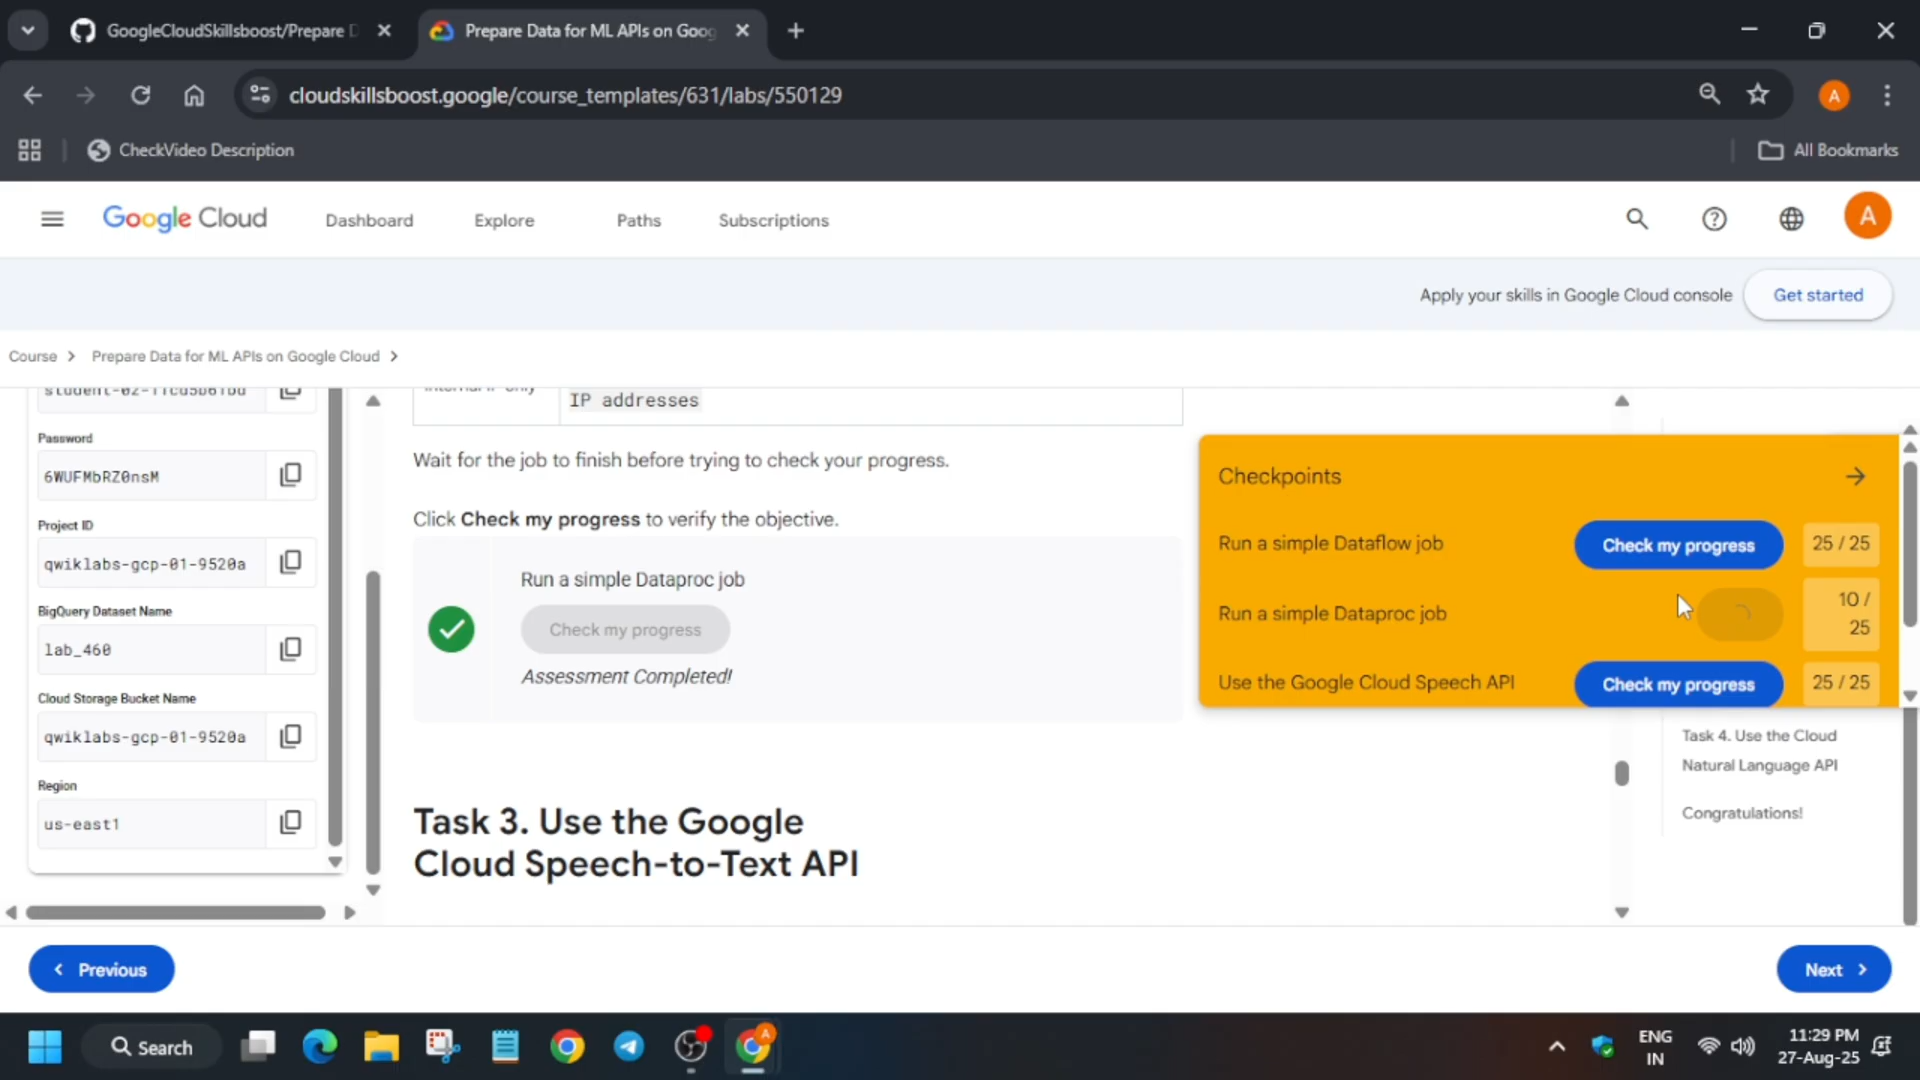 GoogleCloudSkillsboost/Prepare D
Prepare Data for ML APIs on Goog
cloudskillsboost.google/course_templates/631/labs/550129
A
CheckVideo Description
All Bookmarks
Google Cloud
Dashboard
Explore
Paths
Subscriptions
A
Apply your skills in Google Cloud console
Get started
Course
Prepare Data for ML APIs on Google Cloud
IP addresses
Password
6WUFMbRZ0nsM
Project ID
qwiklabs-gcp-01-9520a
BigQuery Dataset Name
lab_460
Cloud Storage Bucket Name
qwiklabs-gcp-01-9520a
Region
us-east1
Wait for the job to finish before trying to check your progress.
Click Check my progress to verify the objective.
Run a simple Dataproc job
Check my progress
Assessment Completed!
Task 3. Use the Google
Cloud Speech-to-Text API
Checkpoints
Run a simple Dataflow job
Check my progress
25 / 25
Run a simple Dataproc job
10 /
25
Use the Google Cloud Speech API
Check my progress
25 / 25
Task 4. Use the Cloud
Natural Language API
Congratulations!
Previous
Next
Search
A
ENG
IN
11:29 PM
27-Aug-25